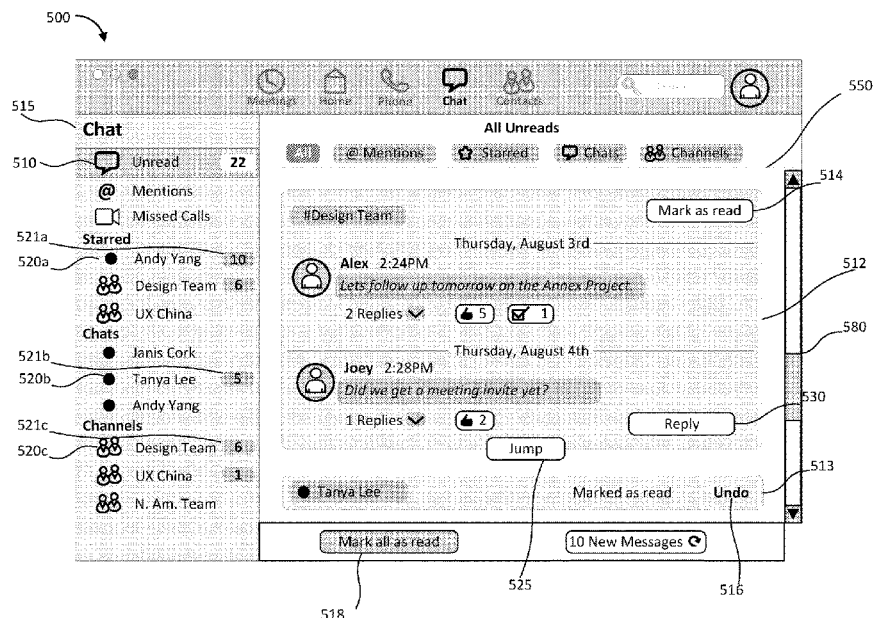 500
Meetings Home Phone Chat Contacts
515
Chat
All Unreads
550
510
Unread 22
All @ Mentions Starred Chats Channels
@ Mentions
514
Missed Calls
#Design Team Mark as read
521a
Starred
Thursday, August 3rd
520a
Andy Yang 10
Alex 2:24PM
512
Design Team 6
Lets follow up tomorrow on the Annex Project.
UX China
2 Replies 5 1
Chats
580
521b
Janis Cork
Thursday, August 4th
520b
Tanya Lee 5
Joey 2:28PM
Did we get a meeting invite yet?
530
Andy Yang
521c
Channels
1 Replies 2 Reply
520c
Design Team 6
Jump
513
UX China 1
Tanya Lee Marked as read Undo
N. Am. Team
Mark all as read 10 New Messages
525
516
518